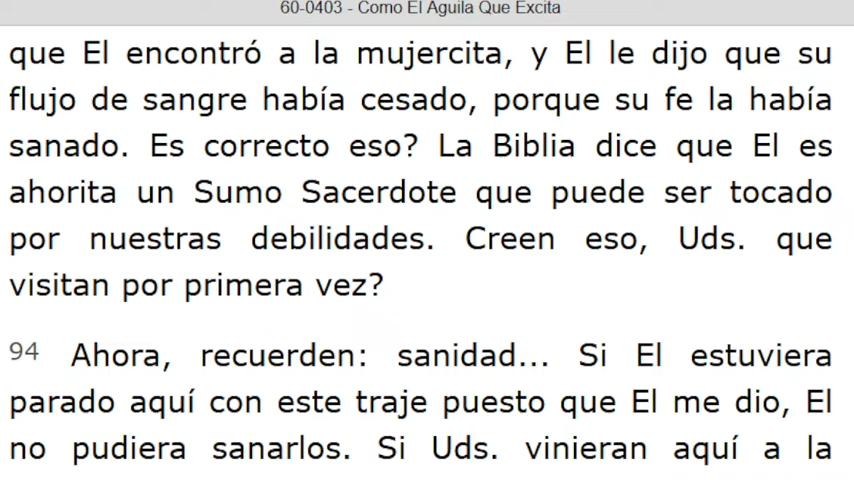 60-0403 - Como El Aguila Que Excita
que El encontró a la mujercita, y El le dijo que su
flujo de sangre había cesado, porque su fe la había
sanado. Es correcto eso? La Biblia dice que El es
ahorita un Sumo Sacerdote que puede ser tocado
por nuestras debilidades. Creen eso, Uds. que
visitan por primera vez?
94 Ahora, recuerden: sanidad... Si El estuviera
parado aquí con este traje puesto que El me dio, El
no pudiera sanarlos. Si Uds. vinieran aquí a la